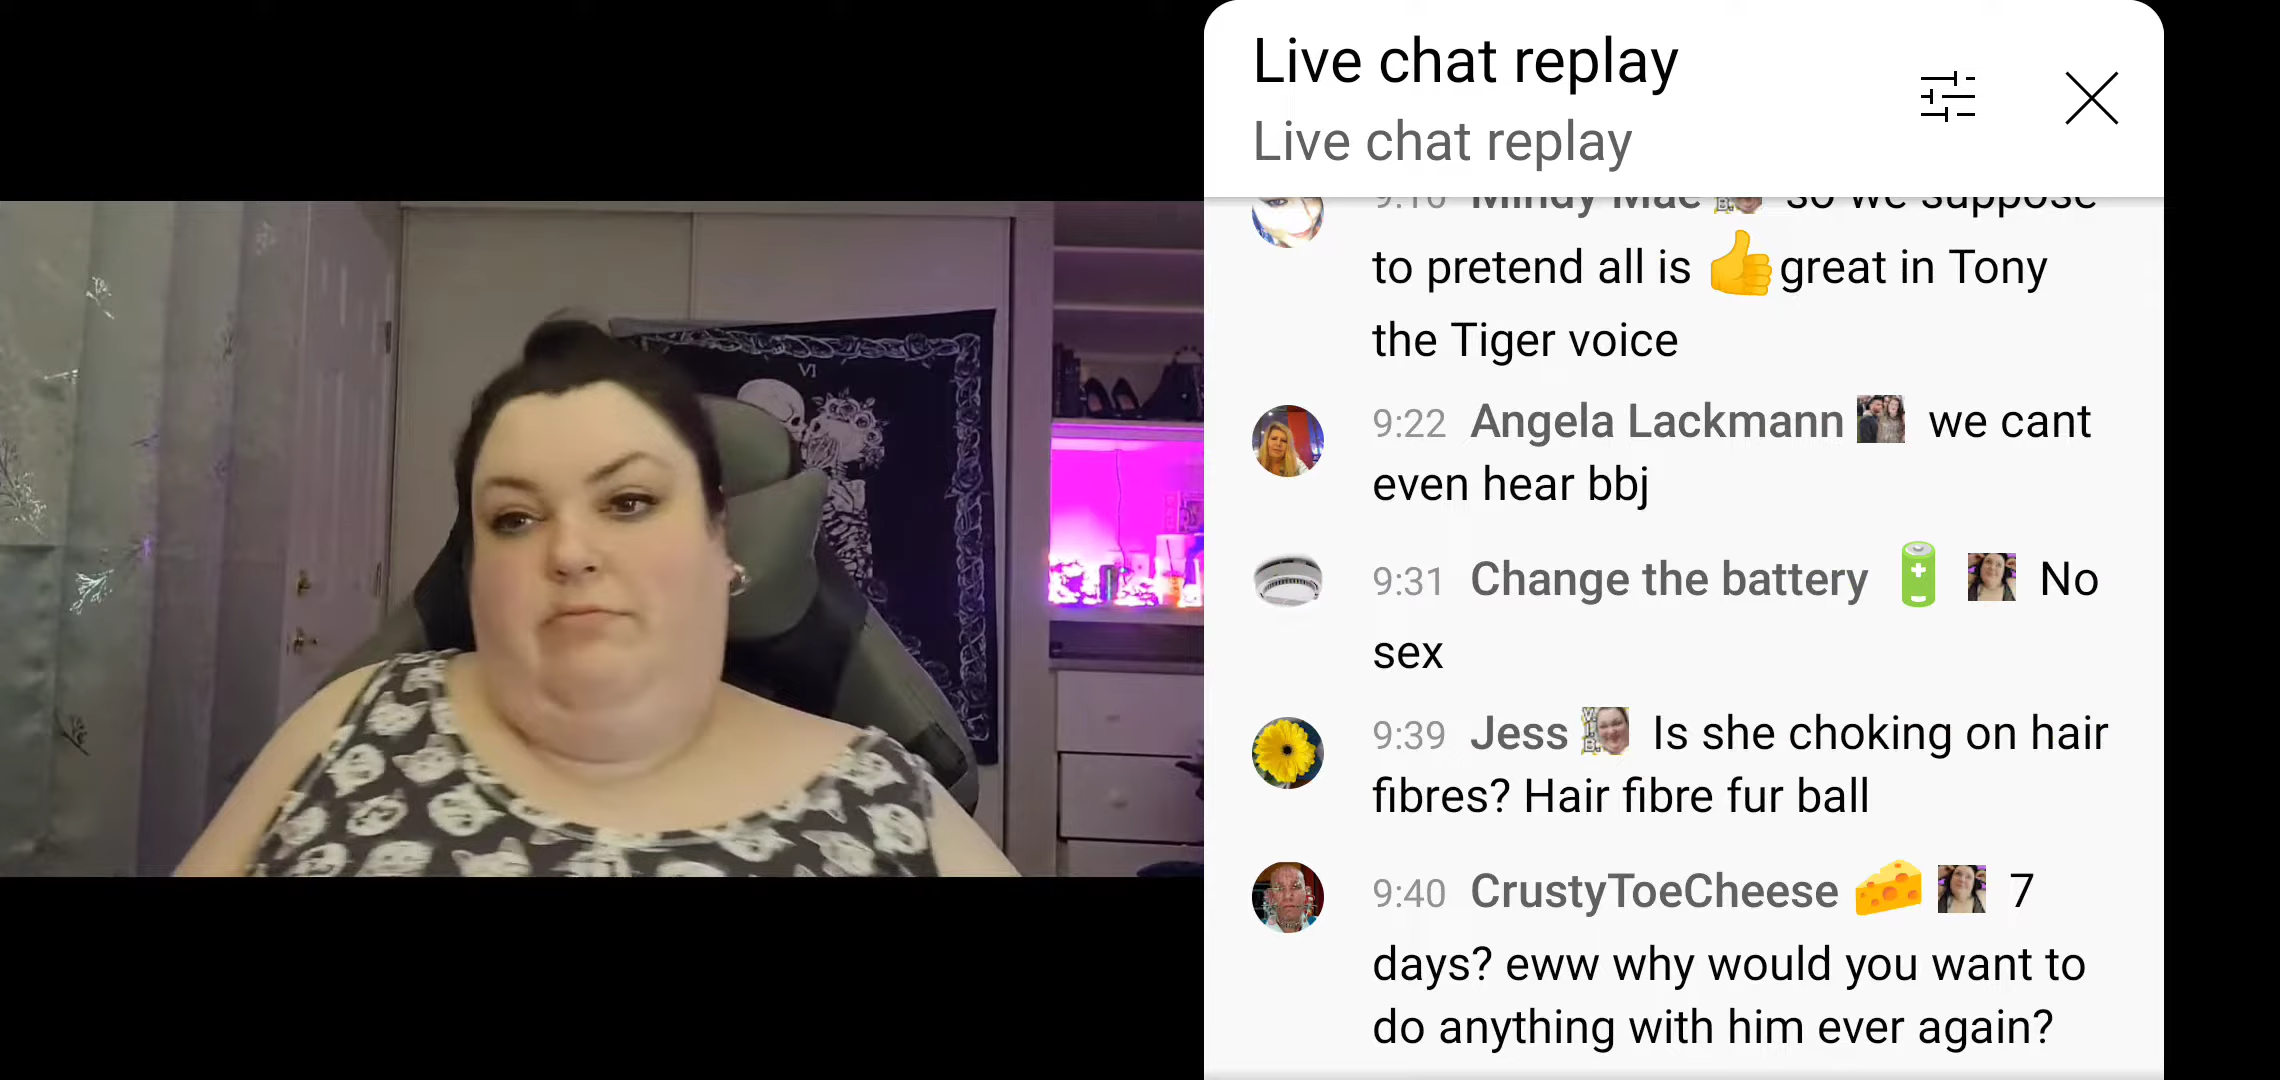 Live chat replay
Live chat replay
9:16 Mindy Mae so we suppose
to pretend all is 👍great in Tony
the Tiger voice
9:22 Angela Lackmann we cant
even hear bbj
9:31 Change the battery 🔋 No
sex
9:39 Jess Is she choking on hair
fibres? Hair fibre fur ball
9:40 CrustyToeCheese 🧀 7
days? eww why would you want to
do anything with him ever again?
VI